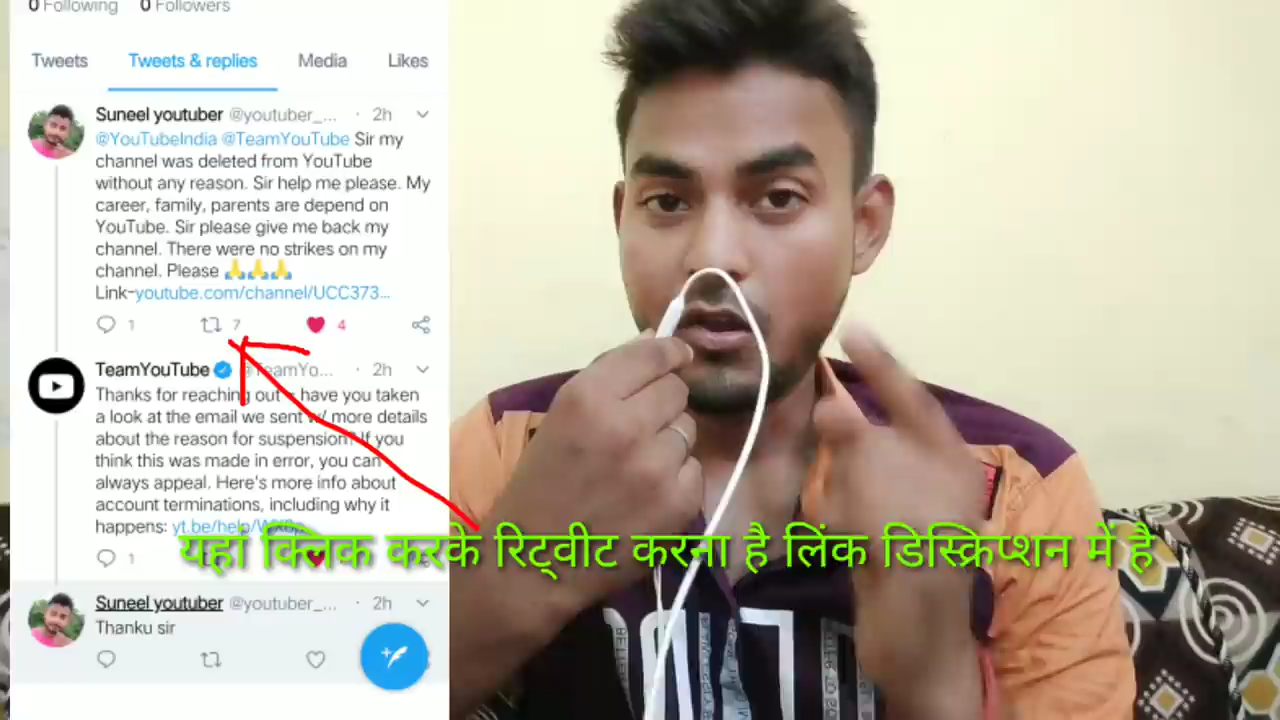 0 Following 0 Followers
Tweets Tweets & replies Media Likes
Suneel youtuber @youtuber_... · 2h
@YouTubeIndia @TeamYouTube Sir my
channel was deleted from YouTube
without any reason. Sir help me please. My
career, family, parents are depend on
YouTube. Sir please give me back my
channel. There were no strikes on my
channel. Please 🙏🙏🙏
Link-youtube.com/channel/UCC373...
1 7 4
TeamYouTube @TeamYo... · 2h
Thanks for reaching out - have you taken
a look at the email we sent w/ more details
about the reason for suspension? If you
think this was made in error, you can
always appeal. Here's more info about
account terminations, including why it
happens: yt.be/help/
यहां क्लिक करके रिट्वीट करना है लिंक डिस्क्रिप्शन में है
1
Suneel youtuber @youtuber_... · 2h
Thanku sir